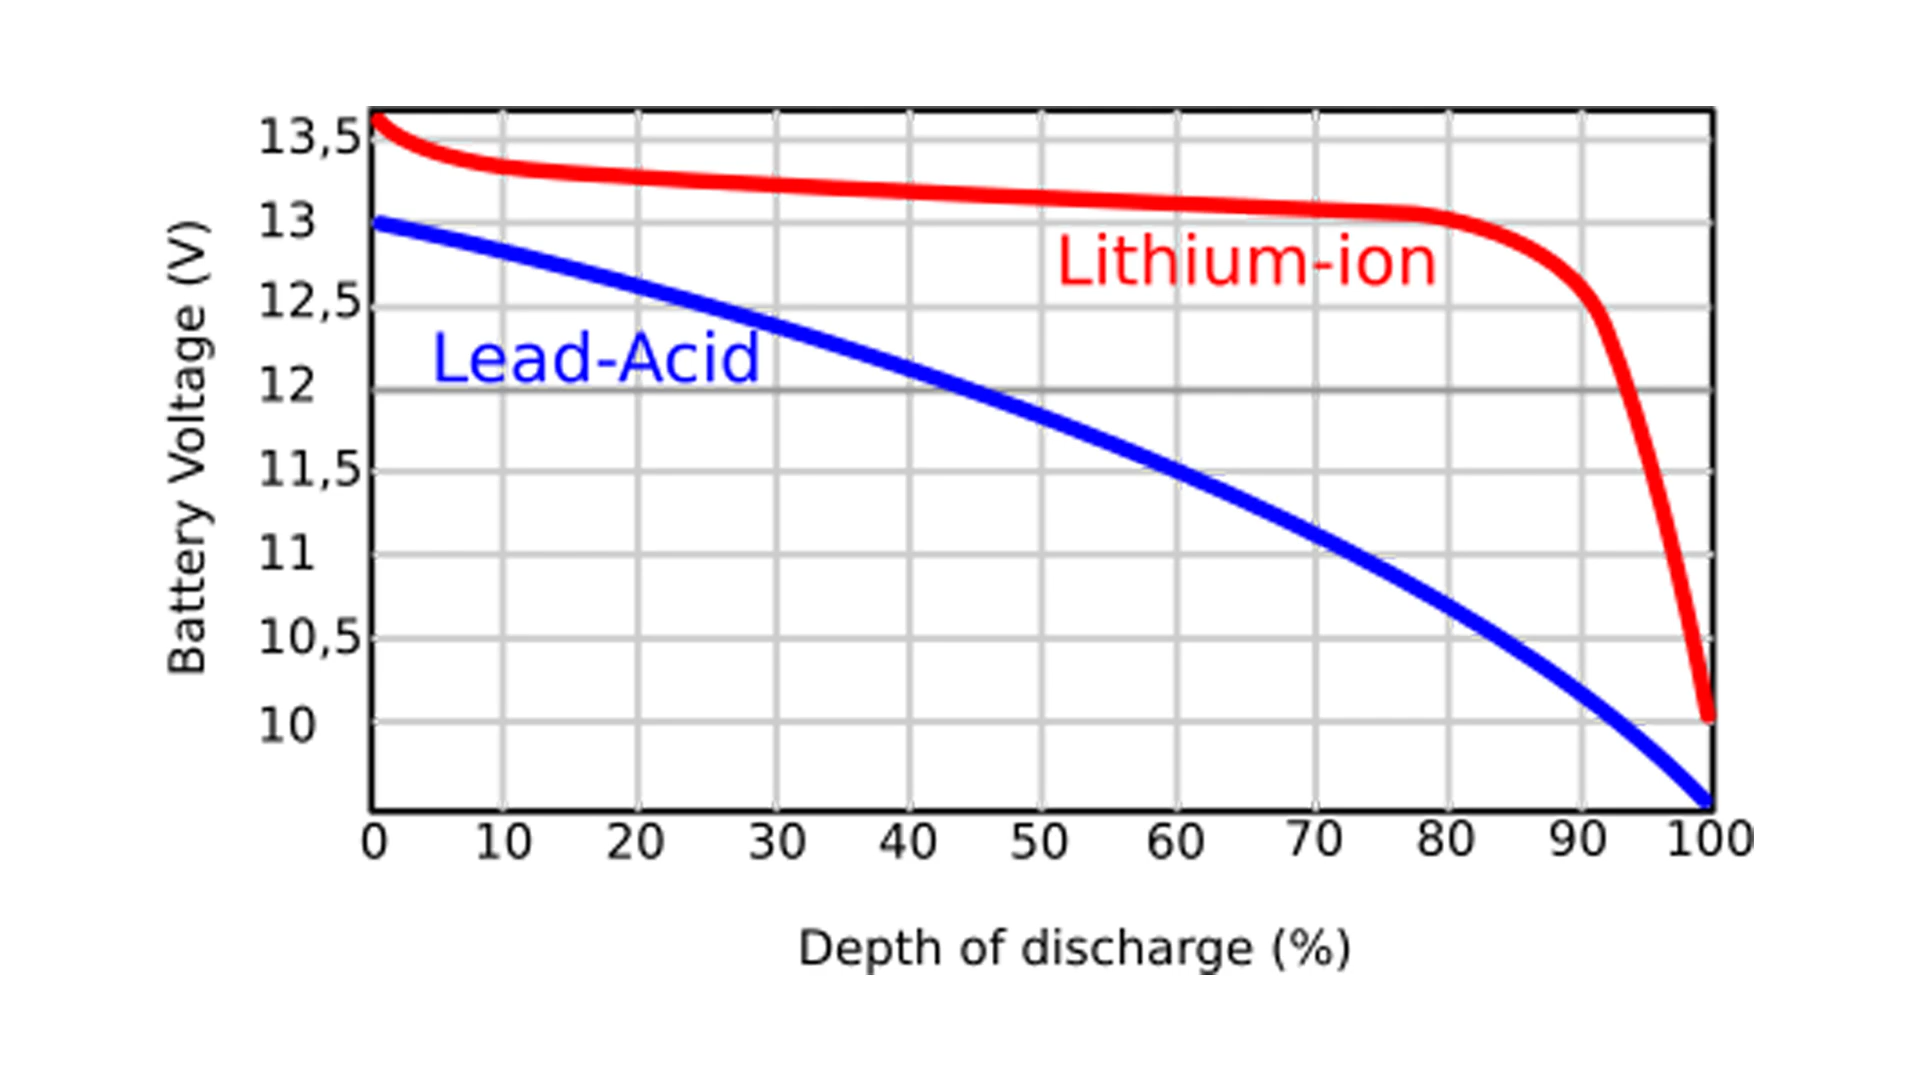 13,5
13
12,5
12
11,5
11
10,5
10
Battery Voltage (V)
Lithium-ion
Lead-Acid
0 10 20 30 40 50 60 70 80 90 100
Depth of discharge (%)